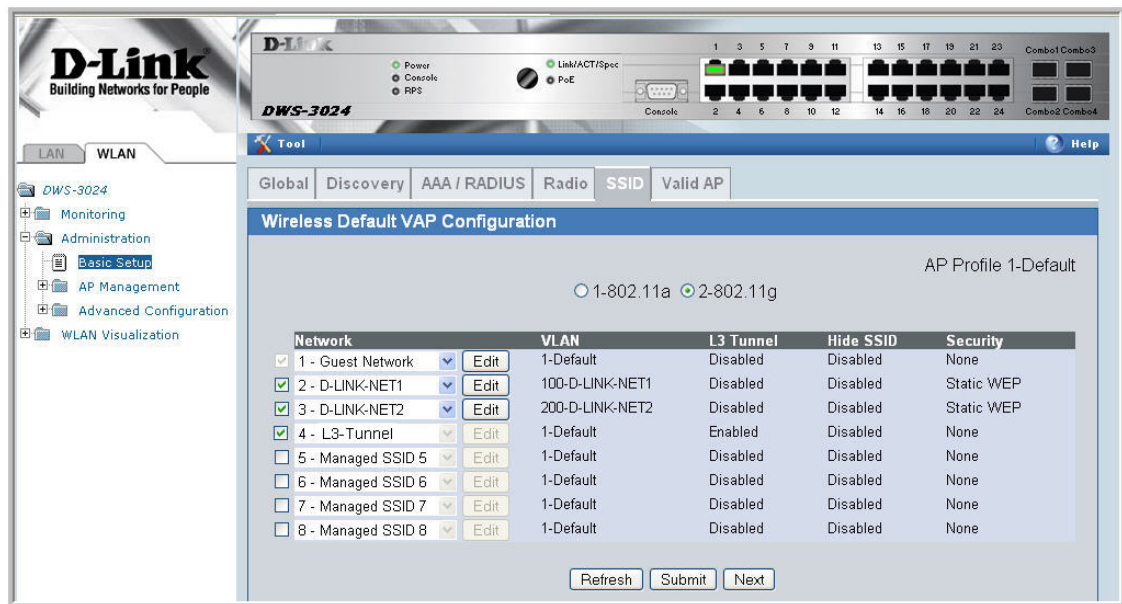 D-Link
Building Networks for People
D-Link
Power
Console
RPS
Link/ACT/Spec
PoE
DWS-3024
Console
1 3 5 7 9 11 13 15 17 19 21 23
2 4 6 8 10 12 14 16 18 20 22 24
Combo1 Combo3
Combo2 Combo4
LAN WLAN
Tool
Help
DWS-3024
Monitoring
Administration
Basic Setup
AP Management
Advanced Configuration
WLAN Visualization
Global Discovery AAA / RADIUS Radio SSID Valid AP
Wireless Default VAP Configuration
AP Profile 1-Default
1-802.11a 2-802.11g
Network VLAN L3 Tunnel Hide SSID Security
1 - Guest Network Edit 1-Default Disabled Disabled None
2 - D-LINK-NET1 Edit 100-D-LINK-NET1 Disabled Disabled Static WEP
3 - D-LINK-NET2 Edit 200-D-LINK-NET2 Disabled Disabled Static WEP
4 - L3-Tunnel Edit 1-Default Enabled Disabled None
5 - Managed SSID 5 Edit 1-Default Disabled Disabled None
6 - Managed SSID 6 Edit 1-Default Disabled Disabled None
7 - Managed SSID 7 Edit 1-Default Disabled Disabled None
8 - Managed SSID 8 Edit 1-Default Disabled Disabled None
Refresh Submit Next